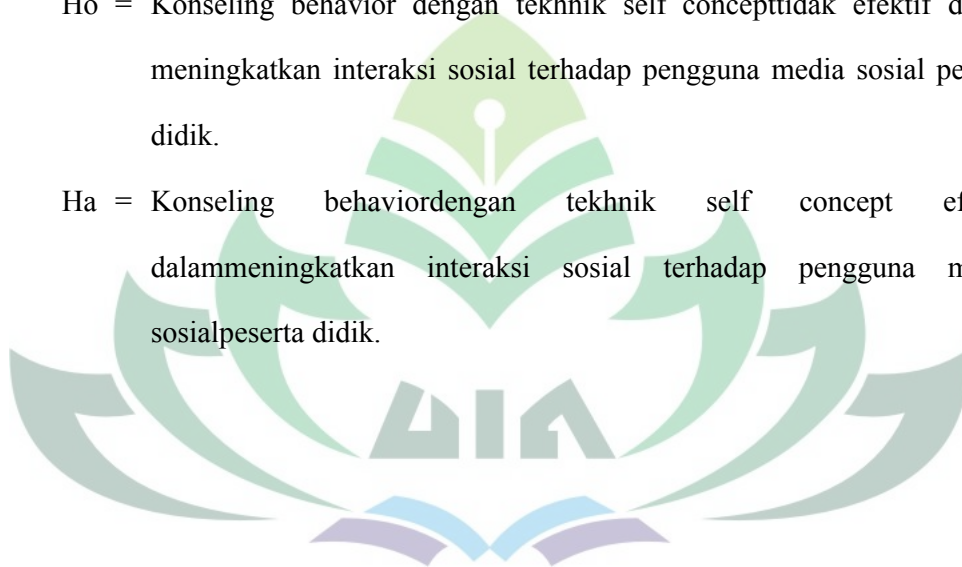 Ho = Konseling behavior dengan tekhnik self concepttidak efektif d
meningkatkan interaksi sosial terhadap pengguna media sosial pe
didik.
Ha = Konseling behaviordengan tekhnik self concept ef
dalammeningkatkan interaksi sosial terhadap pengguna m
sosialpeserta didik.
UIN